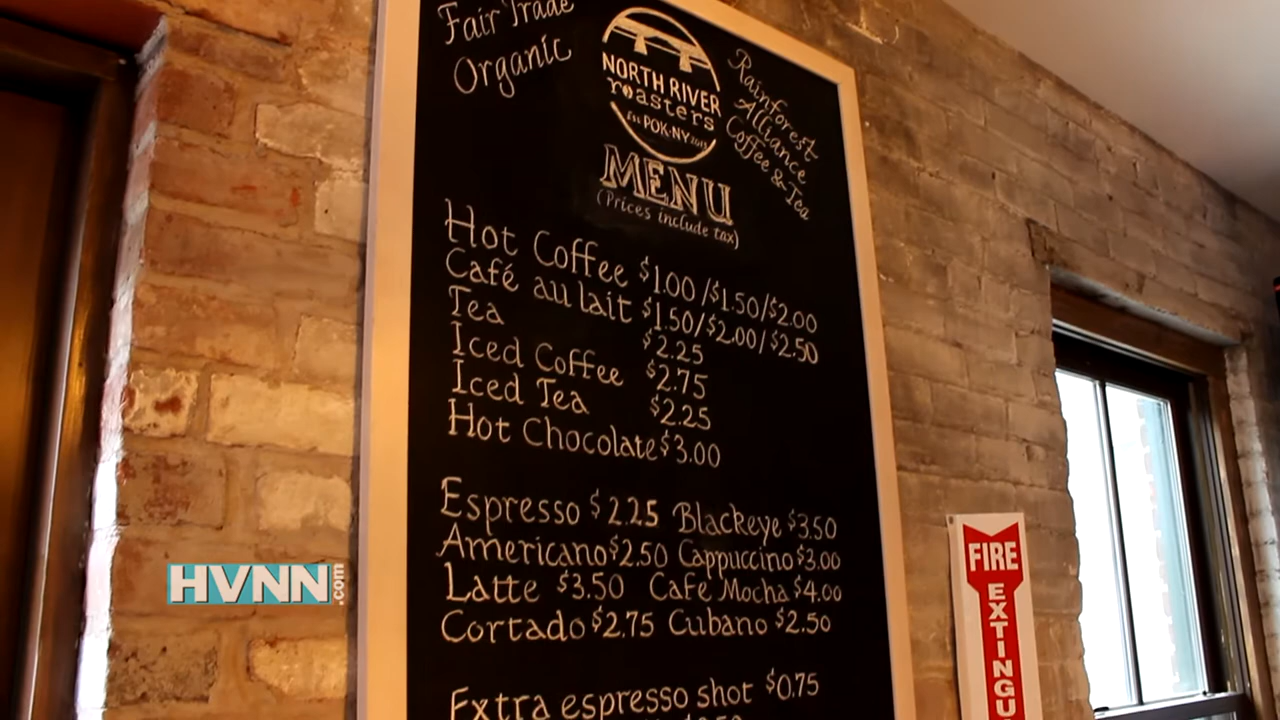 Fair Trade
Organic
NORTH RIVER
roasters
Est. POK·NY
Rainforest
Alliance
Coffee & Tea
MENU
(Prices include tax)
Hot Coffee $1.00/$1.50/$2.00
Café au lait $1.50/$2.00/$2.50
Tea $2.25
Iced Coffee $2.75
Iced Tea $2.25
Hot Chocolate $3.00
Espresso $2.25 Blackeye $3.50
Americano $2.50 Cappuccino $3.00
Latte $3.50 Café Mocha $4.00
Cortado $2.75 Cubano $2.50
Extra espresso shot $0.75
HVNN.com
FIRE
EXTINGU